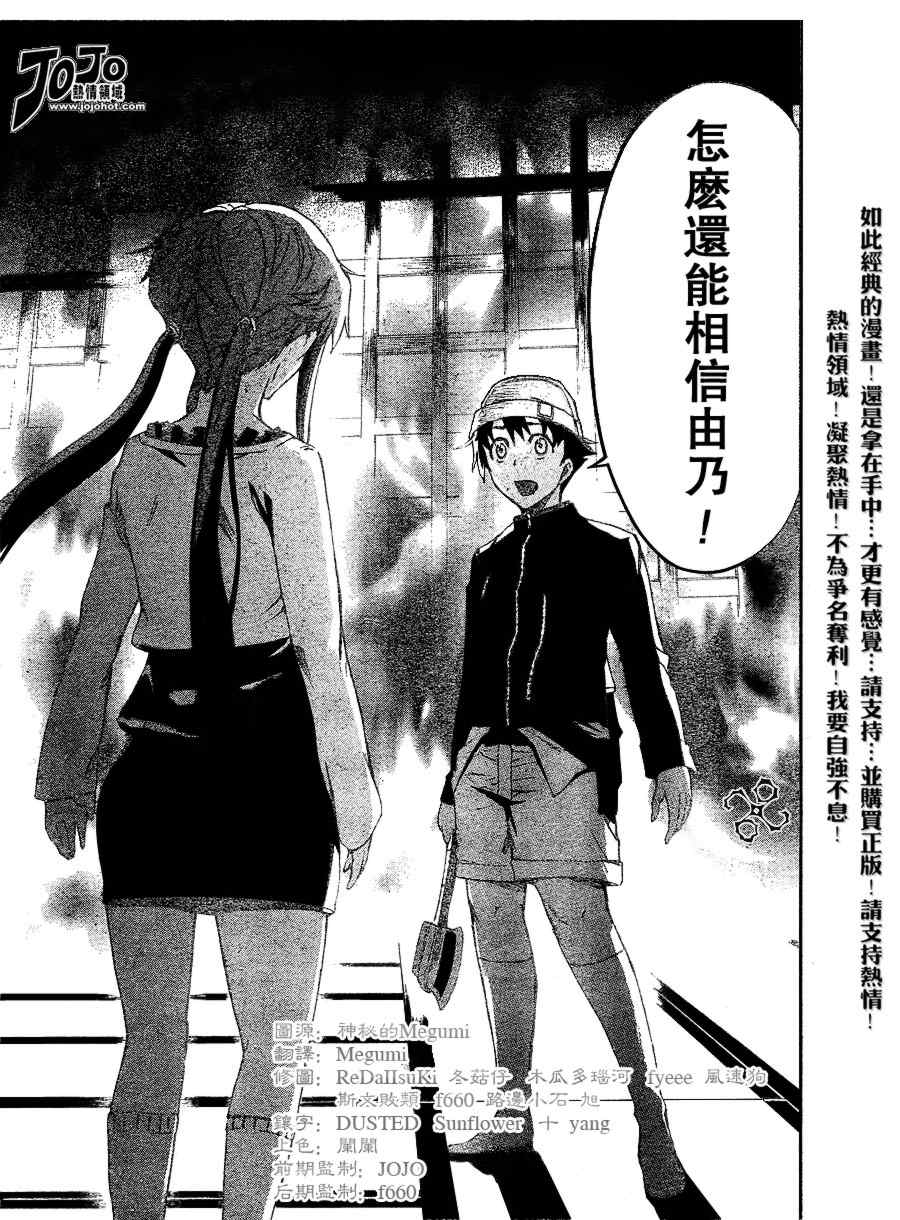 JOJO
熱情領域
www.jojohot.com
怎麼還能相信由乃！
如此經典的漫畫！還是拿在手中…才更有感覺…請支持…並購買正版！請支持熱情！
熱情領域！凝聚熱情！不為爭名奪利！我要自強不息！
圖源：神秘的Megumi
翻譯：Megumi
修圖：ReDaIIsuKi 冬菇仔 木瓜多瑙河 fyeee 風速狗
斯文敗類 f660 路邊小石 旭
鑲字：DUSTED Sunflower 十 yang
上色：闌闌
前期監制：JOJO
后期監制：f660